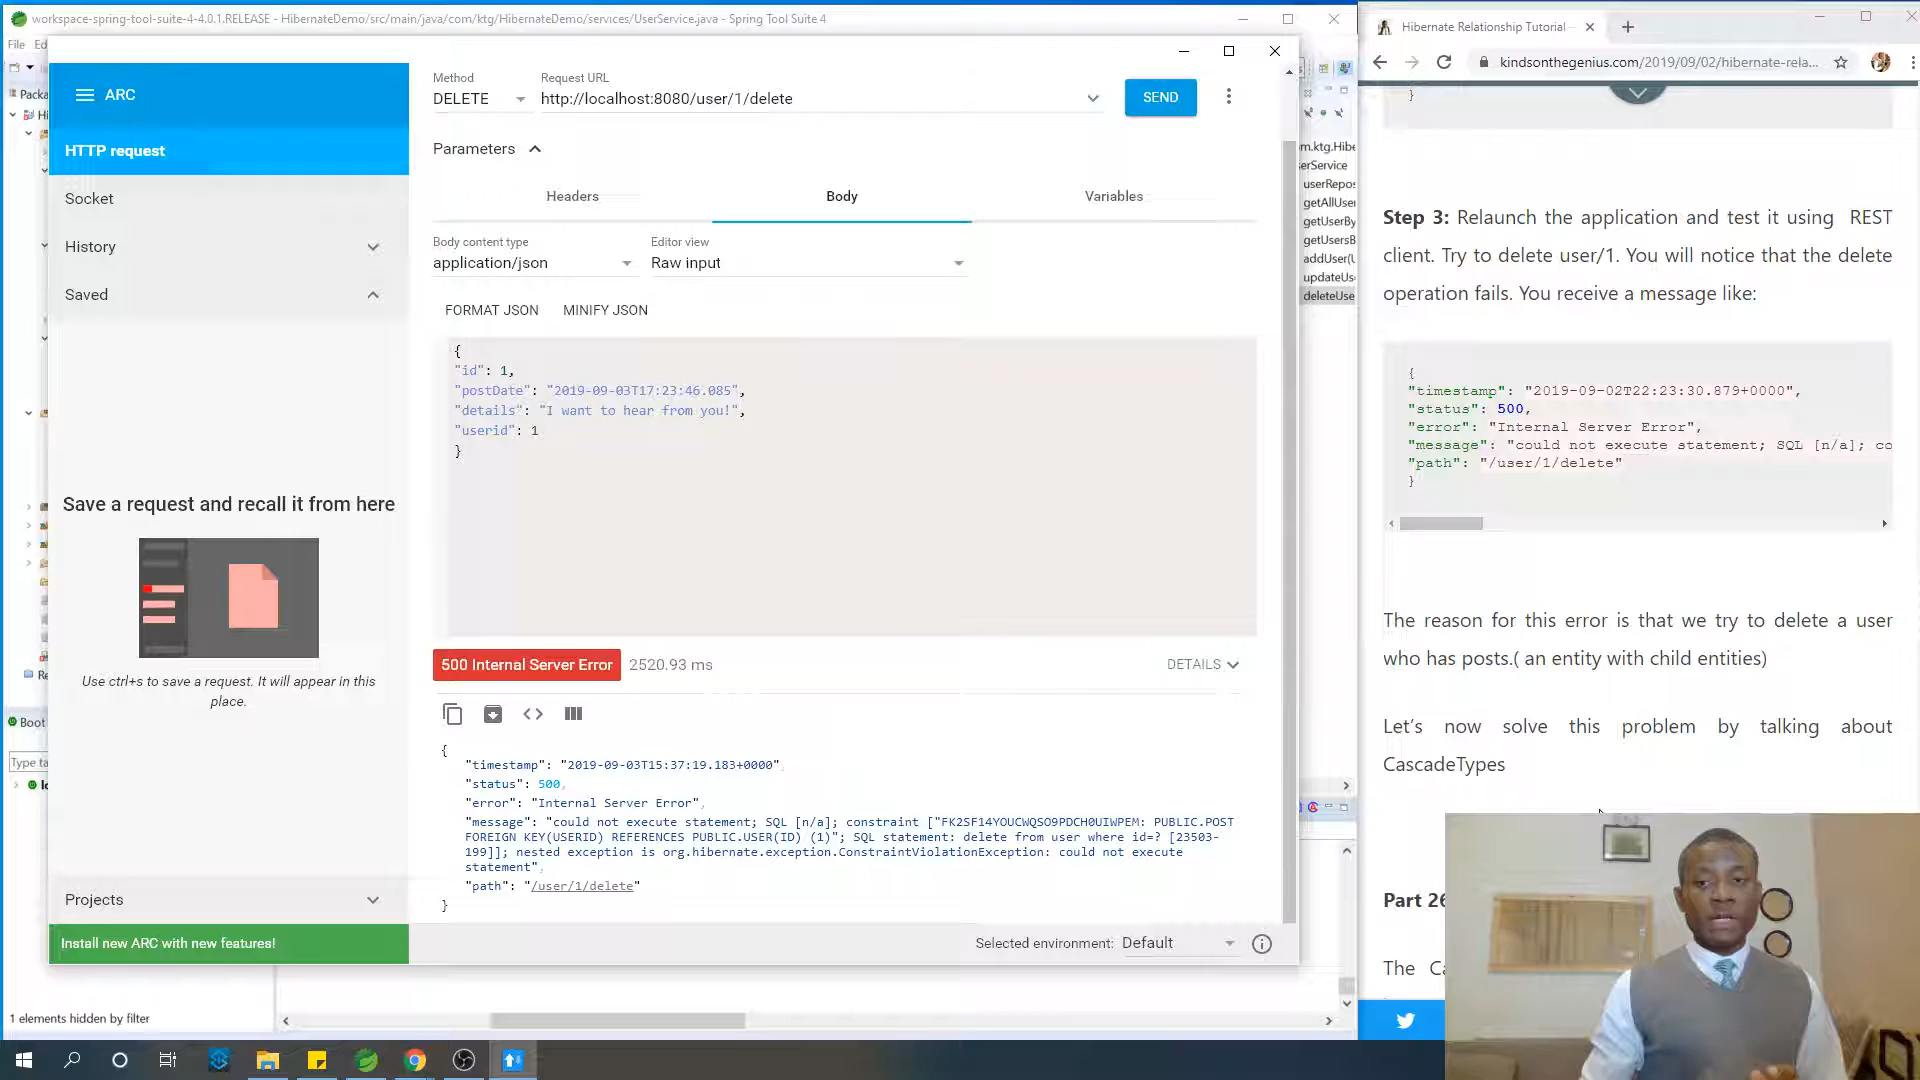 workspace-spring-tool-suite-4-4.0.1.RELEASE - HibernateDemo/src/main/java/com/ktg/HibernateDemo/services/UserService.java - Spring Tool Suite 4
File
ARC
HTTP request
Socket
History
Saved
Save a request and recall it from here
Use ctrl+s to save a request. It will appear in this
place.
Projects
Install new ARC with new features!
Boot
1 elements hidden by filter
Method
DELETE
Request URL
http://localhost:8080/user/1/delete
SEND
Parameters
Headers
Body
Variables
Body content type
application/json
Editor view
Raw input
FORMAT JSON
MINIFY JSON
{
"id": 1,
"postDate": "2019-09-03T17:23:46.085",
"details": "I want to hear from you!",
"userid": 1
}
500 Internal Server Error
2520.93 ms
DETAILS
{
"timestamp": "2019-09-03T15:37:19.183+0000",
"status": 500,
"error": "Internal Server Error",
"message": "could not execute statement; SQL [n/a]; constraint ["FK2SF14YOUCWQSO9PDCH0UIWPEM: PUBLIC.POST
FOREIGN KEY(USERID) REFERENCES PUBLIC.USER(ID) (1)"; SQL statement: delete from user where id=? [23503-
199]]; nested exception is org.hibernate.exception.ConstraintViolationException: could not execute
statement",
"path": "/user/1/delete"
}
Selected environment: Default
Hibernate Relationship Tutorial
kindsonthegenius.com/2019/09/02/hibernate-rela...
}
Step 3: Relaunch the application and test it using REST
client. Try to delete user/1. You will notice that the delete
operation fails. You receive a message like:
{
"timestamp": "2019-09-02T22:23:30.879+0000",
"status": 500,
"error": "Internal Server Error",
"message": "could not execute statement; SQL [n/a]; co
"path": "/user/1/delete"
}
The reason for this error is that we try to delete a user
who has posts.( an entity with child entities)
Let's now solve this problem by talking about
CascadeTypes
Part 26
The